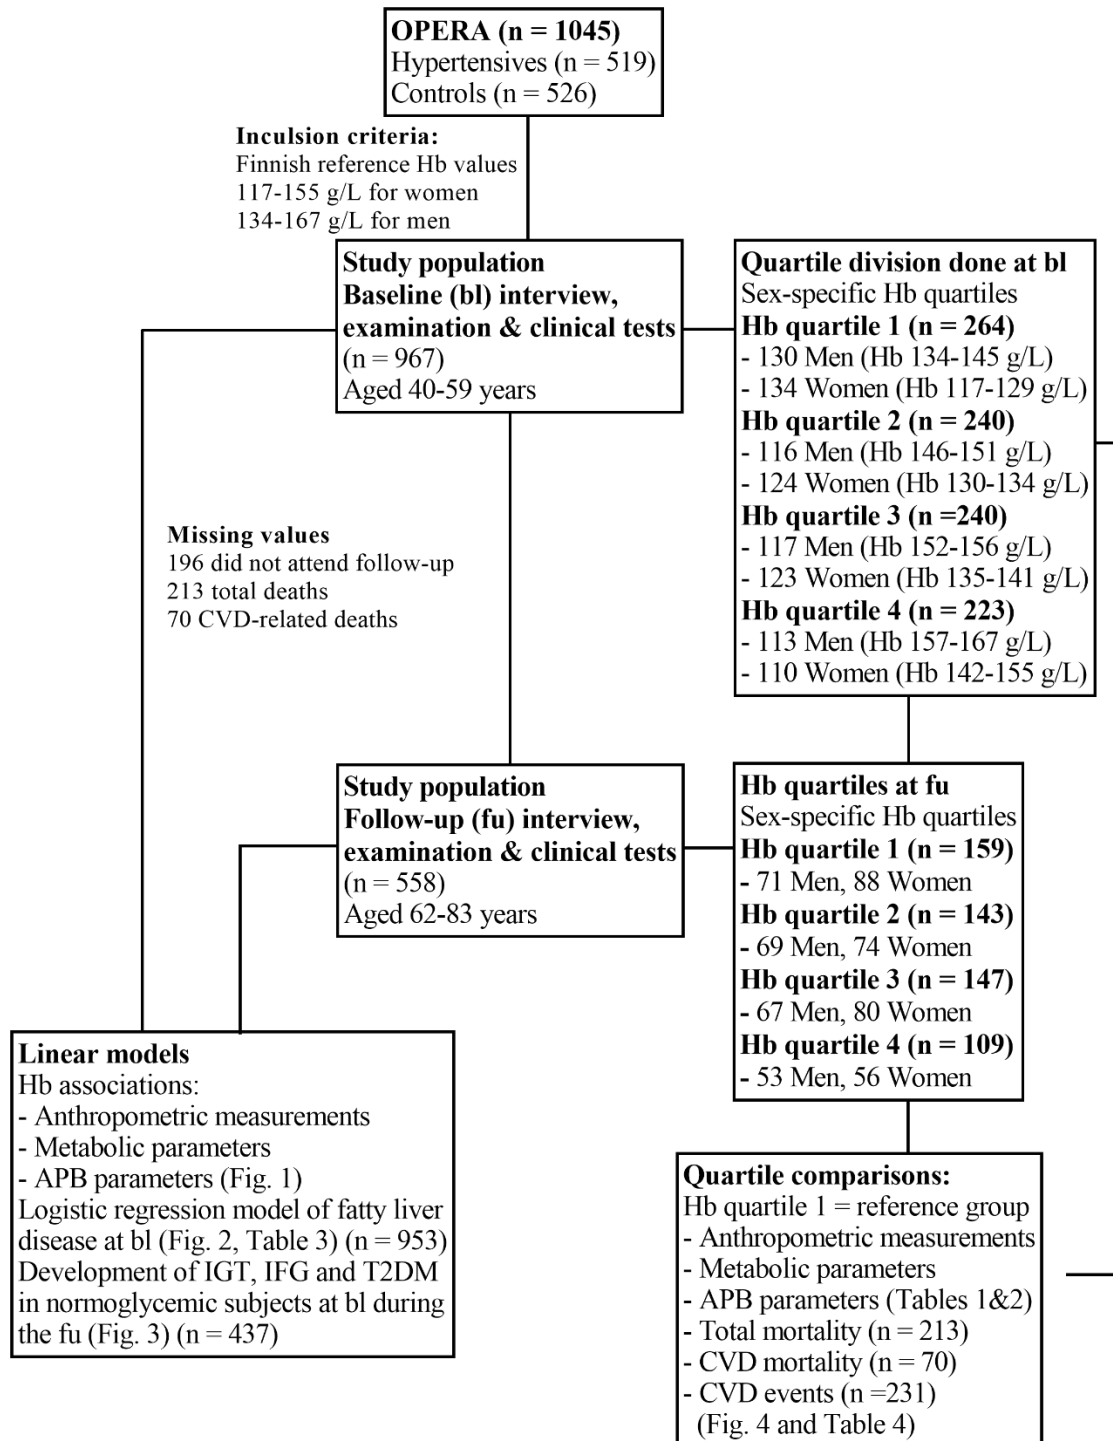 OPERA (n = 1045)
Hypertensives (n = 519)
Controls (n = 526)
Inculsion criteria:
Finnish reference Hb values
117-155 g/L for women
134-167 g/L for men
Study population
Baseline (bl) interview,
examination & clinical tests
(n = 967)
Aged 40-59 years
Quartile division done at bl
Sex-specific Hb quartiles
Hb quartile 1 (n = 264)
- 130 Men (Hb 134-145 g/L)
- 134 Women (Hb 117-129 g/L)
Hb quartile 2 (n = 240)
- 116 Men (Hb 146-151 g/L)
- 124 Women (Hb 130-134 g/L)
Hb quartile 3 (n =240)
- 117 Men (Hb 152-156 g/L)
- 123 Women (Hb 135-141 g/L)
Hb quartile 4 (n = 223)
- 113 Men (Hb 157-167 g/L)
- 110 Women (Hb 142-155 g/L)
Missing values
196 did not attend follow-up
213 total deaths
70 CVD-related deaths
Study population
Follow-up (fu) interview,
examination & clinical tests
(n = 558)
Aged 62-83 years
Hb quartiles at fu
Sex-specific Hb quartiles
Hb quartile 1 (n = 159)
- 71 Men, 88 Women
Hb quartile 2 (n = 143)
- 69 Men, 74 Women
Hb quartile 3 (n = 147)
- 67 Men, 80 Women
Hb quartile 4 (n = 109)
- 53 Men, 56 Women
Linear models
Hb associations:
- Anthropometric measurements
- Metabolic parameters
- APB parameters (Fig. 1)
Logistic regression model of fatty liver
disease at bl (Fig. 2, Table 3) (n = 953)
Development of IGT, IFG and T2DM
in normoglycemic subjects at bl during
the fu (Fig. 3) (n = 437)
Quartile comparisons:
Hb quartile 1 = reference group
- Anthropometric measurements
- Metabolic parameters
- APB parameters (Tables 1&2)
- Total mortality (n = 213)
- CVD mortality (n = 70)
- CVD events (n =231)
(Fig. 4 and Table 4)